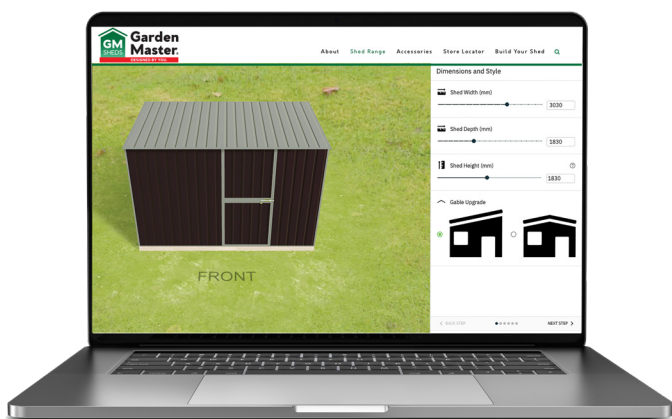 GM
SHEDS
Garden
Master.
DESIGNED BY YOU.
About Shed Range Accessories Store Locator Build Your Shed
Dimensions and Style
Shed Width (mm)
3030
Shed Depth (mm)
1830
Shed Height (mm)
1830
Gable Upgrade
FRONT
BACK STEP
NEXT STEP